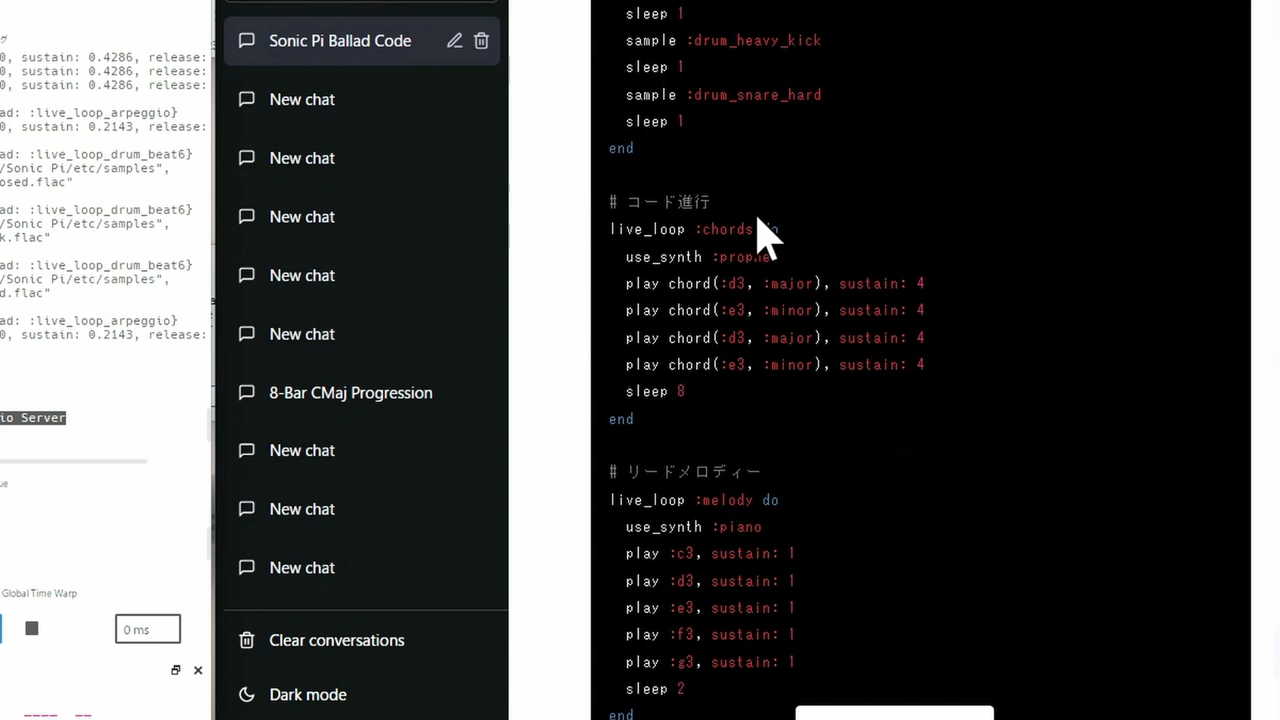 グ
0, sustain: 0.4286, release:
0, sustain: 0.4286, release:
0, sustain: 0.4286, release:
ad: :live_loop_arpeggio}
0, sustain: 0.2143, release:
ad: :live_loop_drum_beat6}
/Sonic Pi/etc/samples",
osed.flac"
ad: :live_loop_drum_beat6}
/Sonic Pi/etc/samples",
k.flac"
ad: :live_loop_drum_beat6}
/Sonic Pi/etc/samples",
d.flac"
ad: :live_loop_arpeggio}
0, sustain: 0.2143, release:
io Server
ue
Global Time Warp
0 ms
Sonic Pi Ballad Code
New chat
New chat
New chat
New chat
New chat
8-Bar CMaj Progression
New chat
New chat
New chat
Clear conversations
Dark mode
sleep 1
sample :drum_heavy_kick
sleep 1
sample :drum_snare_hard
sleep 1
end
# コード進行
live_loop :chords do
use_synth :prophe
play chord(:d3, :major), sustain: 4
play chord(:e3, :minor), sustain: 4
play chord(:d3, :major), sustain: 4
play chord(:e3, :minor), sustain: 4
sleep 8
end
# リードメロディー
live_loop :melody do
use_synth :piano
play :c3, sustain: 1
play :d3, sustain: 1
play :e3, sustain: 1
play :f3, sustain: 1
play :g3, sustain: 1
sleep 2
end